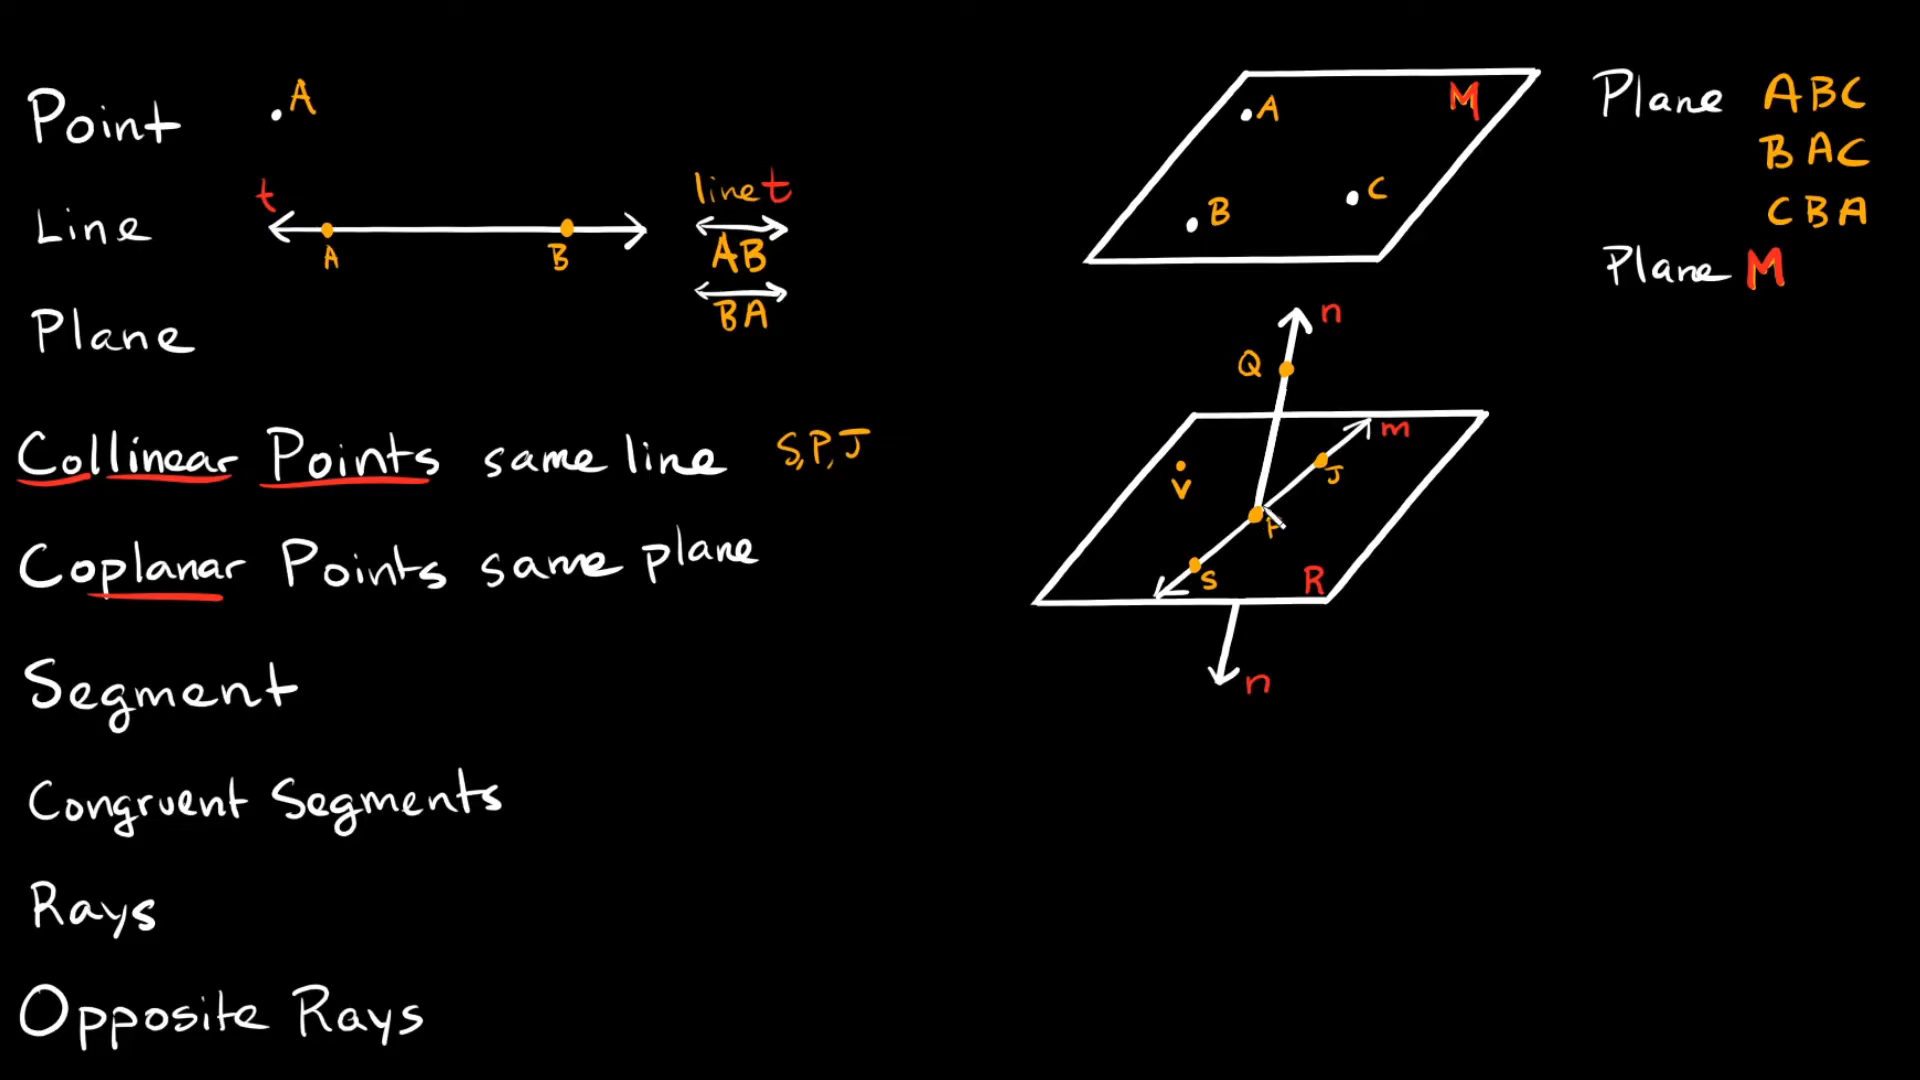 Point
A
Line
t
A
B
line t
AB
BA
Plane
Collinear Points same line S, P, J
Coplanar Points same plane
Segment
Congruent Segments
Rays
Opposite Rays
A
M
B
C
Plane ABC
BAC
CBA
Plane M
n
Q
m
V
J
S
R
n